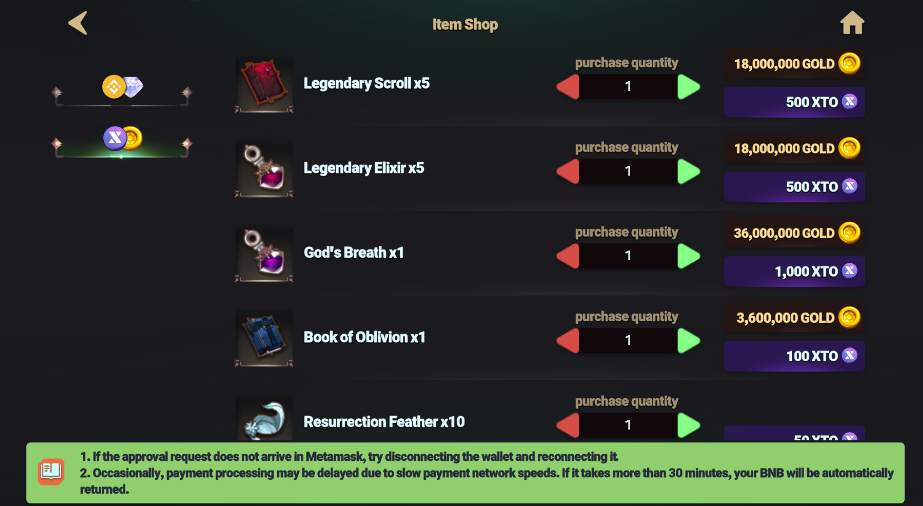 Item Shop
Legendary Scroll x5
purchase quantity
1
18,000,000 GOLD
500 XTO
Legendary Elixir x5
purchase quantity
1
18,000,000 GOLD
500 XTO
God's Breath x1
purchase quantity
1
36,000,000 GOLD
1,000 XTO
Book of Oblivion x1
purchase quantity
1
3,600,000 GOLD
100 XTO
Resurrection Feather x10
purchase quantity
1
50 XTO
1. If the approval request does not arrive in Metamask, try disconnecting the wallet and reconnecting it.
2. Occasionally, payment processing may be delayed due to slow payment network speeds. If it takes more than 30 minutes, your BNB will be automatically
returned.